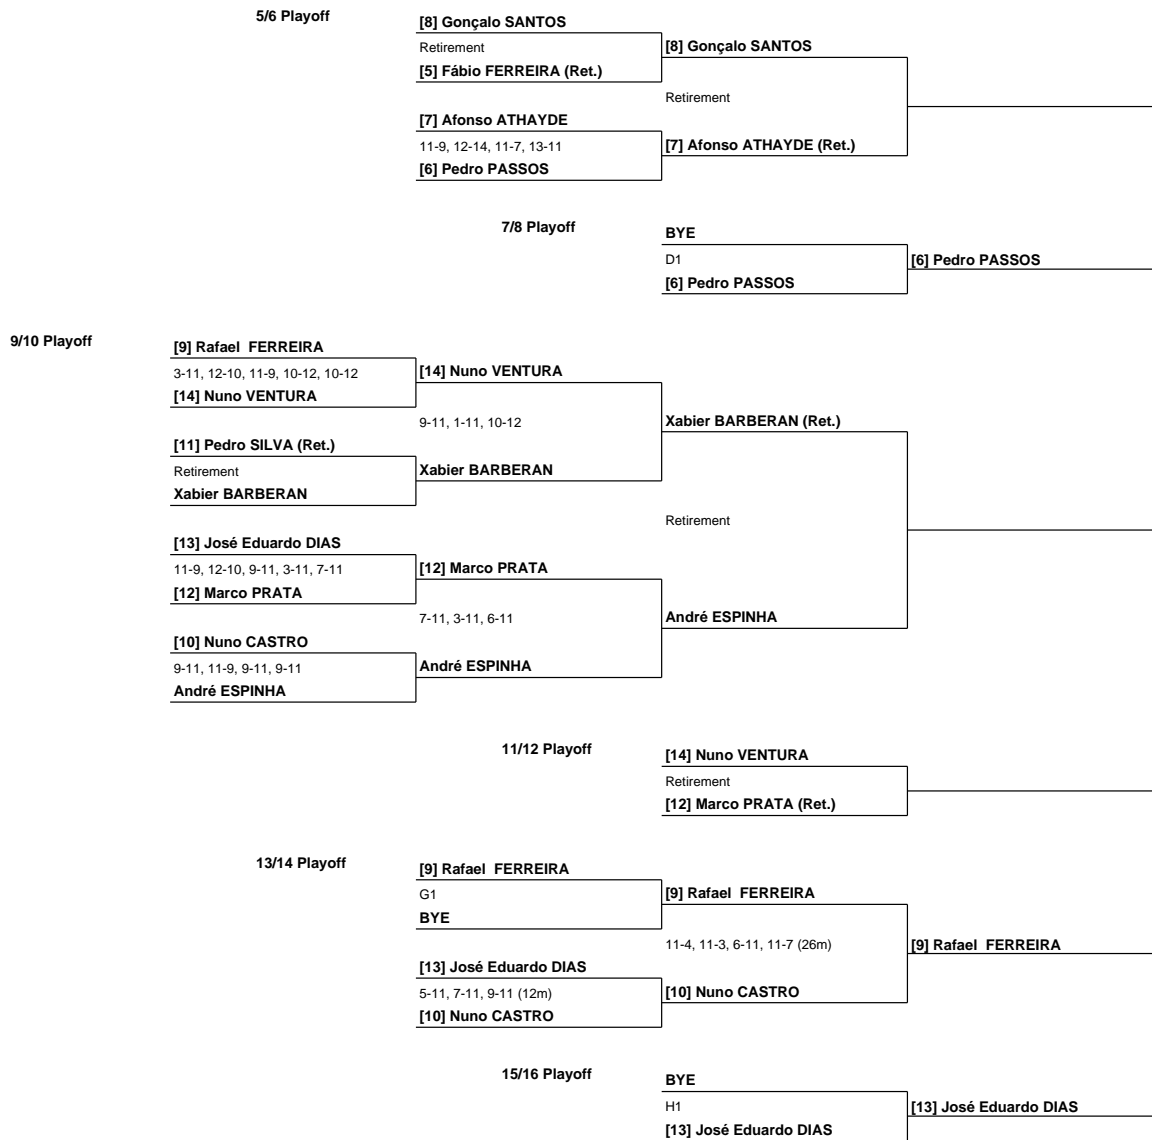 5/6 Playoff
[8] Gonçalo SANTOS
Retirement
[5] Fábio FERREIRA (Ret.)
[8] Gonçalo SANTOS
Retirement
[7] Afonso ATHAYDE
11-9, 12-14, 11-7, 13-11
[6] Pedro PASSOS
[7] Afonso ATHAYDE (Ret.)
7/8 Playoff
BYE
D1
[6] Pedro PASSOS
[6] Pedro PASSOS
9/10 Playoff
[9] Rafael FERREIRA
3-11, 12-10, 11-9, 10-12, 10-12
[14] Nuno VENTURA
[14] Nuno VENTURA
9-11, 1-11, 10-12
[11] Pedro SILVA (Ret.)
Retirement
Xabier BARBERAN
Xabier BARBERAN
Xabier BARBERAN (Ret.)
Retirement
[13] José Eduardo DIAS
11-9, 12-10, 9-11, 3-11, 7-11
[12] Marco PRATA
[12] Marco PRATA
7-11, 3-11, 6-11
[10] Nuno CASTRO
9-11, 11-9, 9-11, 9-11
André ESPINHA
André ESPINHA
André ESPINHA
11/12 Playoff
[14] Nuno VENTURA
Retirement
[12] Marco PRATA (Ret.)
13/14 Playoff
[9] Rafael FERREIRA
G1
BYE
[9] Rafael FERREIRA
11-4, 11-3, 6-11, 11-7 (26m)
[9] Rafael FERREIRA
[13] José Eduardo DIAS
5-11, 7-11, 9-11 (12m)
[10] Nuno CASTRO
[10] Nuno CASTRO
15/16 Playoff
BYE
H1
[13] José Eduardo DIAS
[13] José Eduardo DIAS